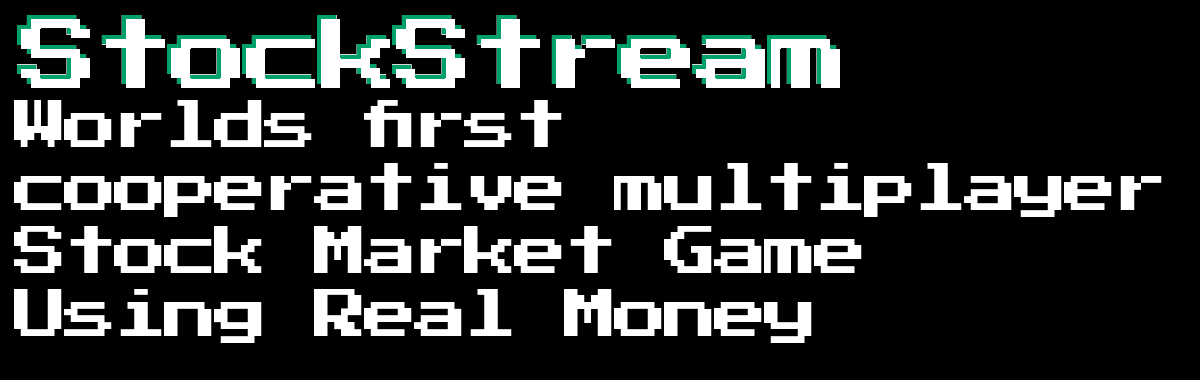 StockStream
Worlds first
cooperative multiplayer
Stock Market Game
Using Real Money